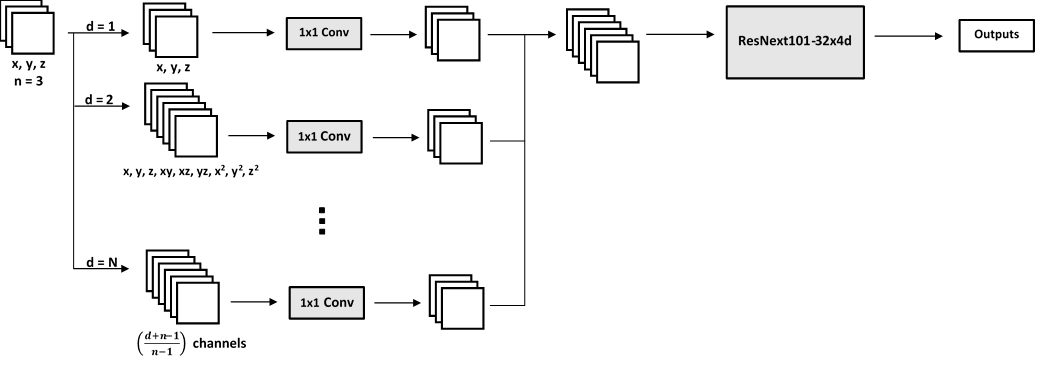 d = 1
x, y, z
n = 3
x, y, z
1x1 Conv
ResNext101-32x4d
Outputs
d = 2
1x1 Conv
x, y, z, xy, xz, yz, x², y², z²
d = N
1x1 Conv
(d+n−1 / n−1) channels